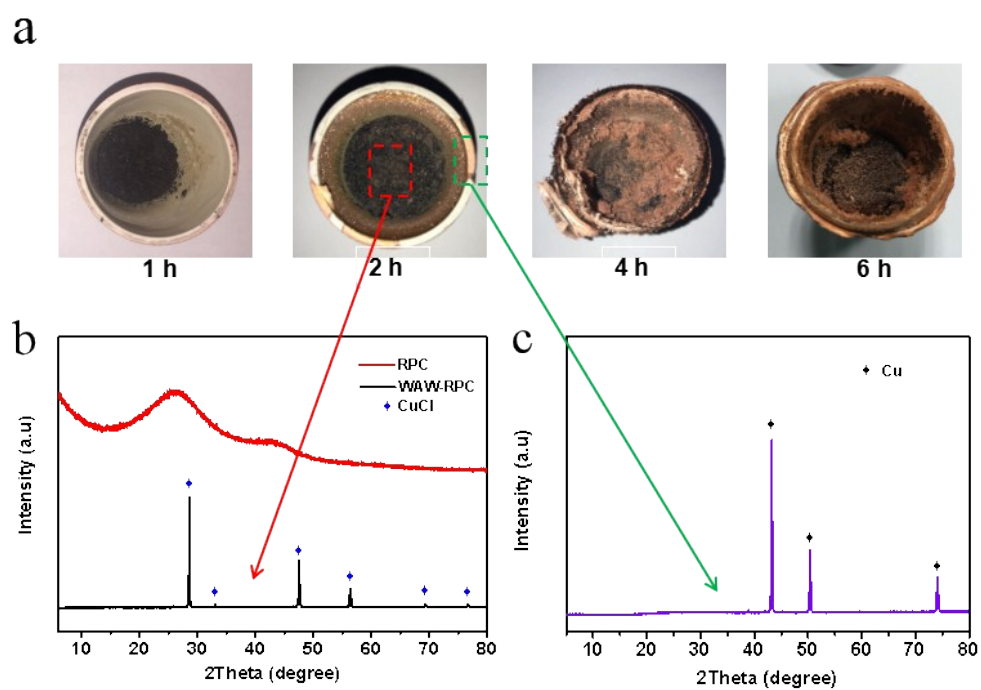 a
1 h
2 h
4 h
6 h
b
RPC
WAW-RPC
CuCl
Intensity (a.u)
10 20 30 40 50 60 70 80
2Theta (degree)
c
Cu
Intensity (a.u)
10 20 30 40 50 60 70 80
2Theta (degree)